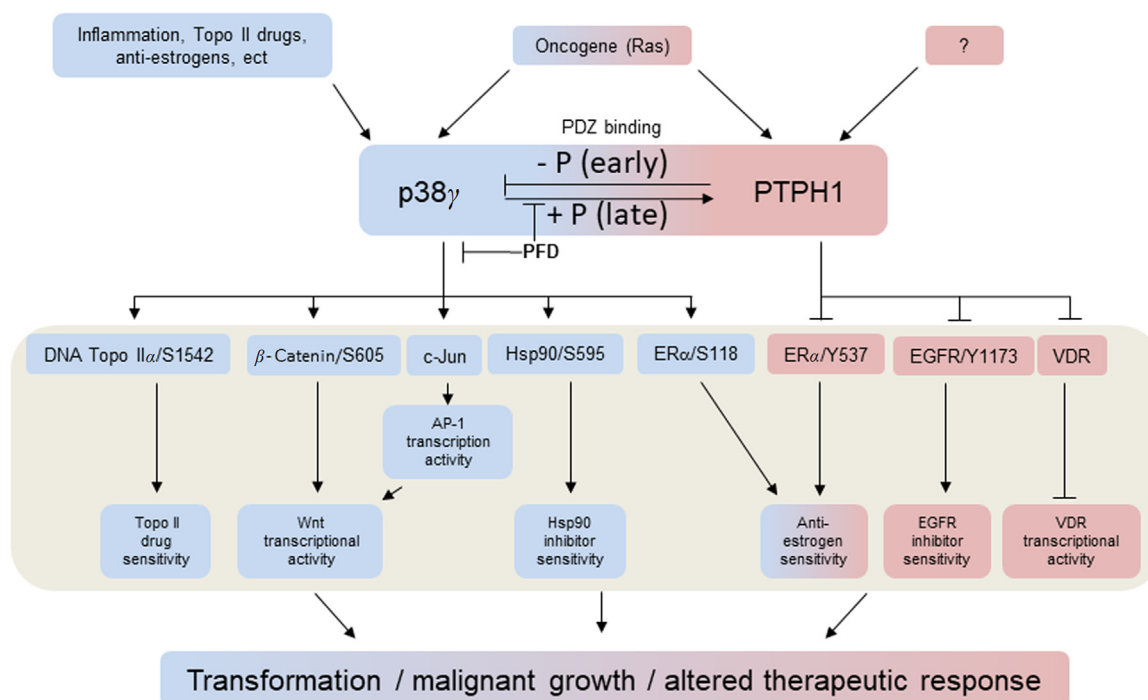 Inflammation, Topo II drugs,
anti-estrogens, ect
Oncogene (Ras)
?
PDZ binding
- P (early)
p38γ
PTPH1
+ P (late)
PFD
DNA Topo IIα/S1542
β-Catenin/S605
c-Jun
Hsp90/S595
ERα/S118
ERα/Y537
EGFR/Y1173
VDR
AP-1
transcription
activity
Topo II
drug
sensitivity
Wnt
transcriptional
activity
Hsp90
inhibitor
sensitivity
Anti-
estrogen
sensitivity
EGFR
inhibitor
sensitivity
VDR
transcriptional
activity
Transformation / malignant growth / altered therapeutic response